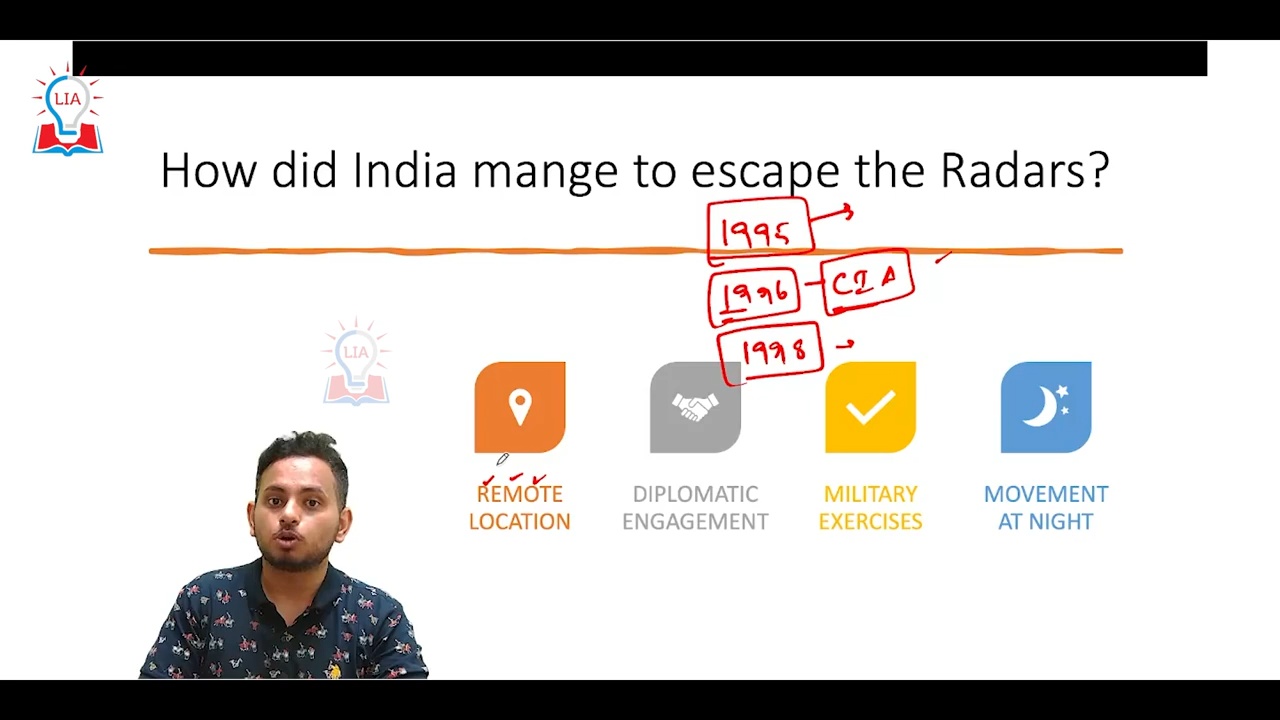 LIA
How did India mange to escape the Radars?
1995
1996 - CIA
1998
LIA
REMOTE
LOCATION
DIPLOMATIC
ENGAGEMENT
MILITARY
EXERCISES
MOVEMENT
AT NIGHT